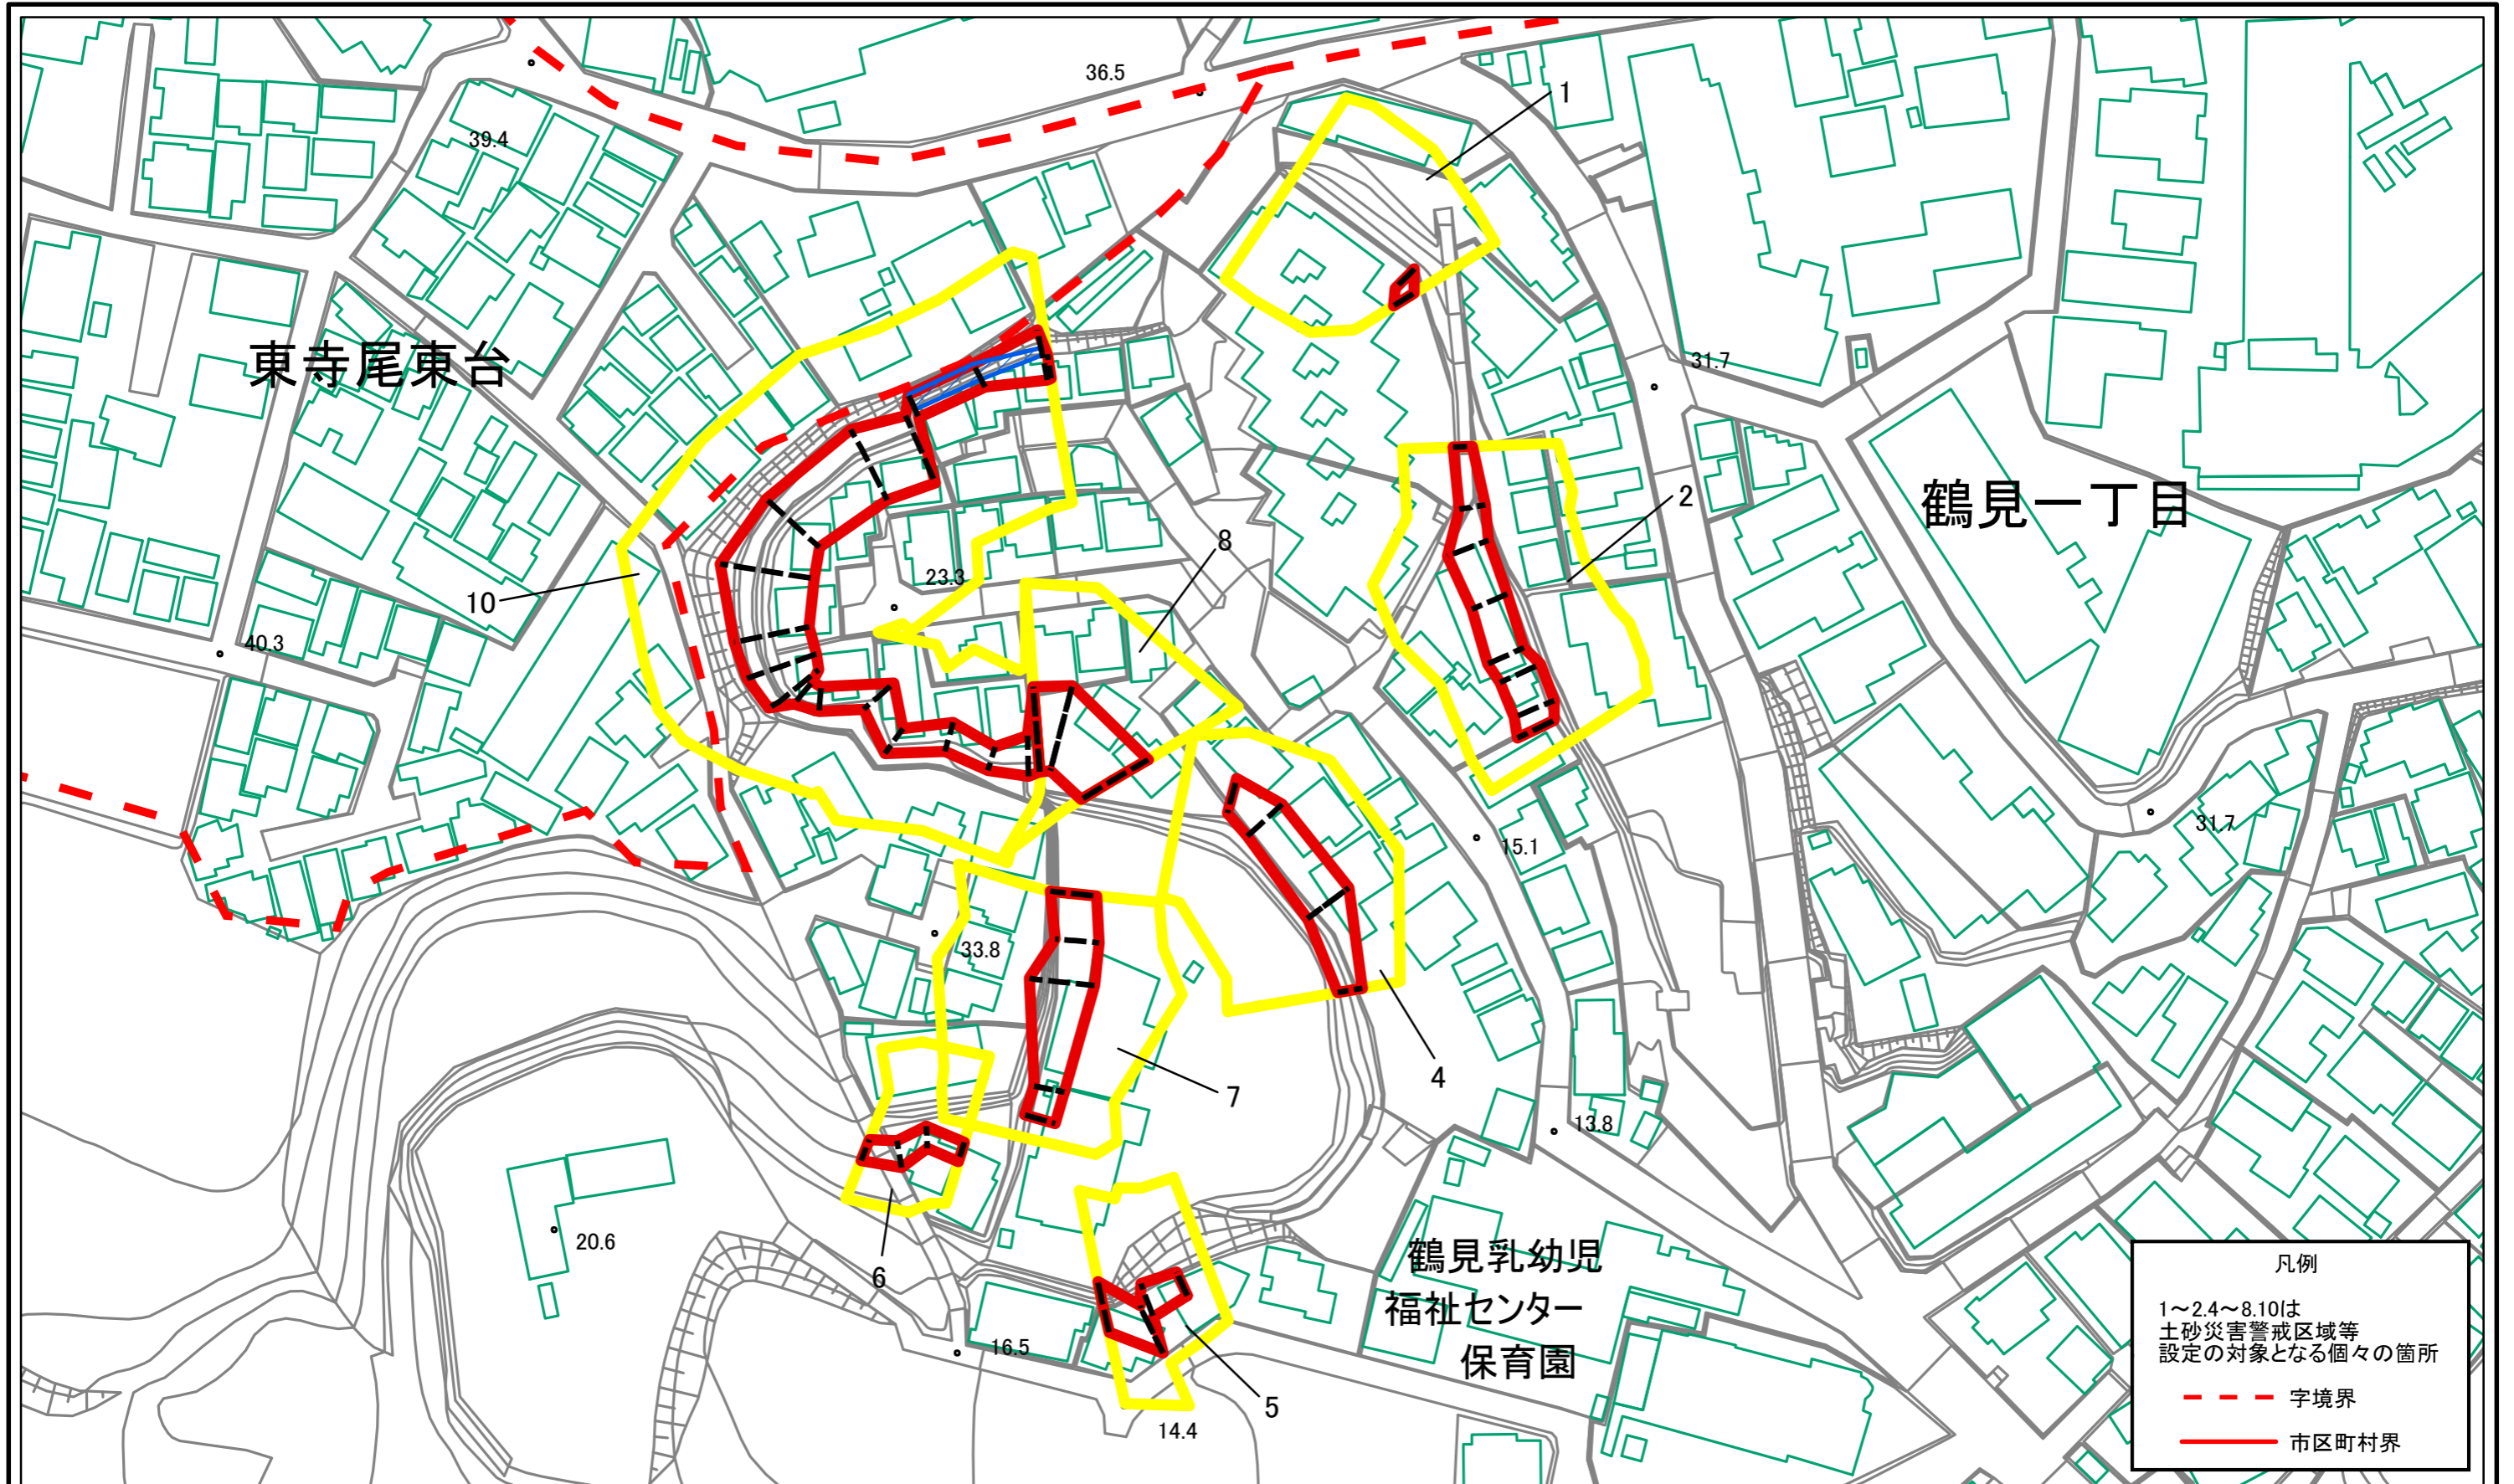 36.5
1
39.4
東寺尾東台
31.7
鶴見一丁目
2
8
23.3
10
40.3
31.7
15.1
33.8
4
7
13.8
20.6
6
鶴見乳幼児
福祉センター
保育園
16.5
5
14.4
凡例
1～2.4～8.10は
土砂災害警戒区域等
設定の対象となる個々の箇所
字境界
市区町村界